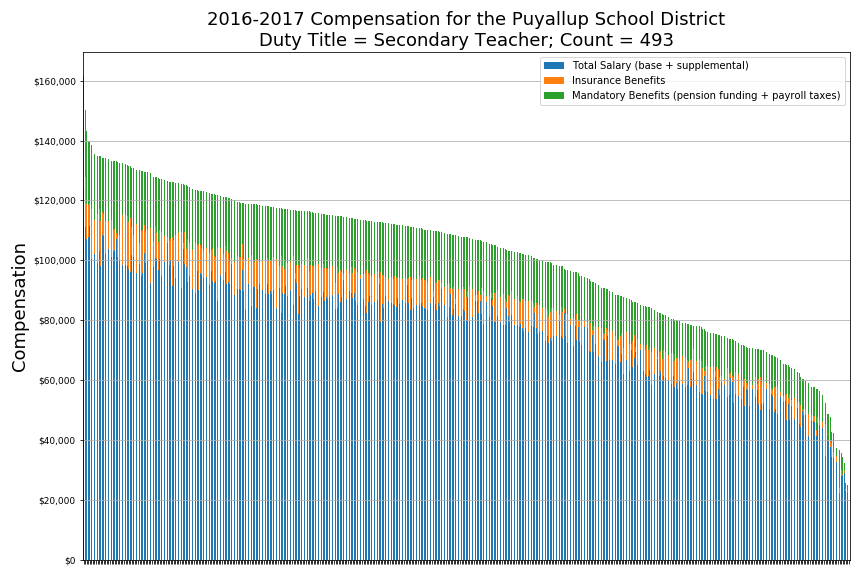 2016-2017 Compensation for the Puyallup School District
Duty Title = Secondary Teacher; Count = 493
Total Salary (base + supplemental)
Insurance Benefits
Mandatory Benefits (pension funding + payroll taxes)
Compensation
$160,000
$140,000
$120,000
$100,000
$80,000
$60,000
$40,000
$20,000
$0